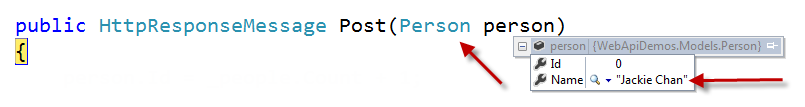 public HttpResponseMessage Post(Person person)
{
person {WebApiDemos.Models.Person}
Id 0
Name "Jackie Chan"